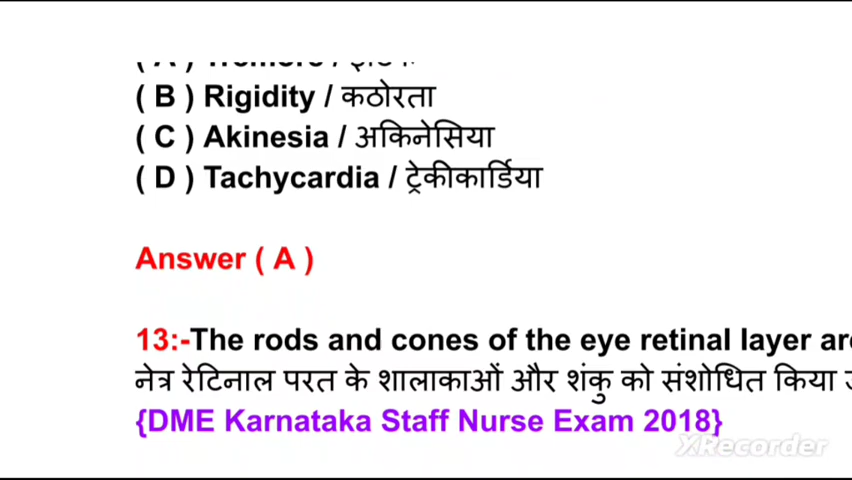 ( B ) Rigidity / कठोरता
( C ) Akinesia / अकिनेसिया
( D ) Tachycardia / ट्रेकीकार्डिया
Answer ( A )
13:-The rods and cones of the eye retinal layer
नेत्र रेटिनाल परत के शालाकाओं और शंकु को संशोधित किया
{DME Karnataka Staff Nurse Exam 2018}
XRecorder